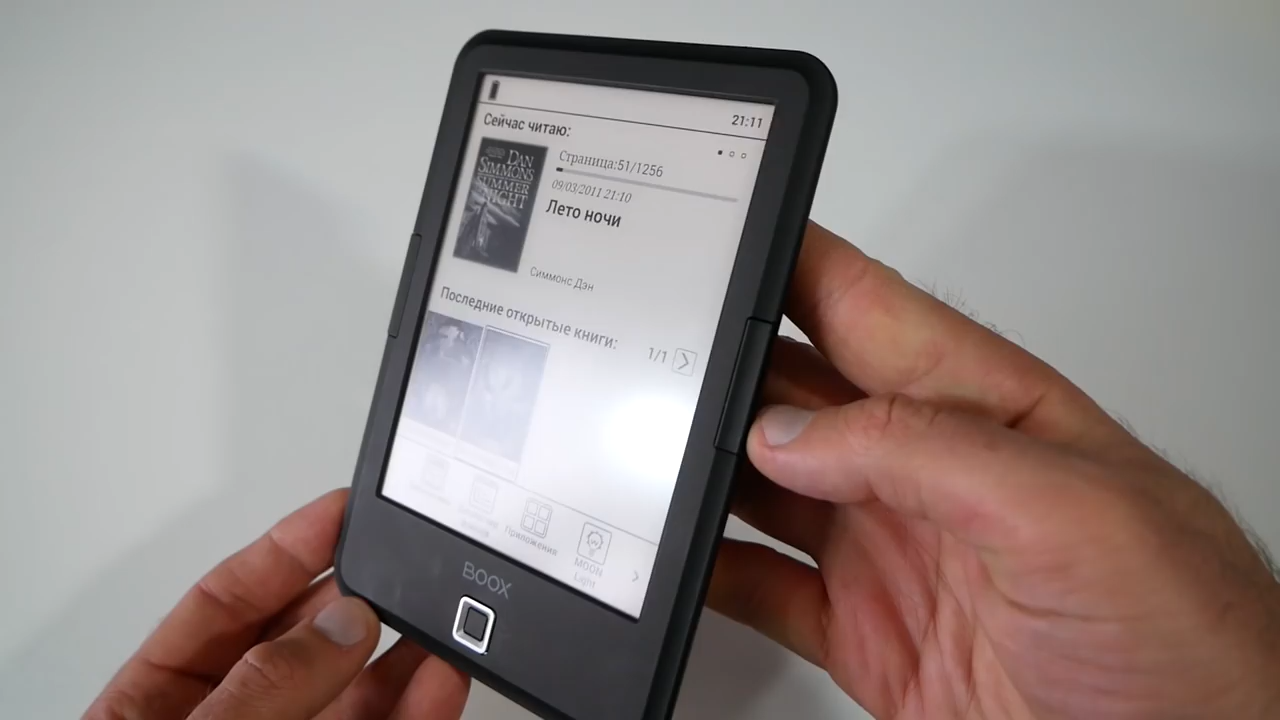 21:11
Сейчас читаю:
DAN
SIMMONS
SUMMER
NIGHT
Страница:51/1256
09/03/2011 21:10
Лето ночи
Симмонс Дэн
Последние открытые книги:
1/1
Приложения
MOON
Light
BOOX